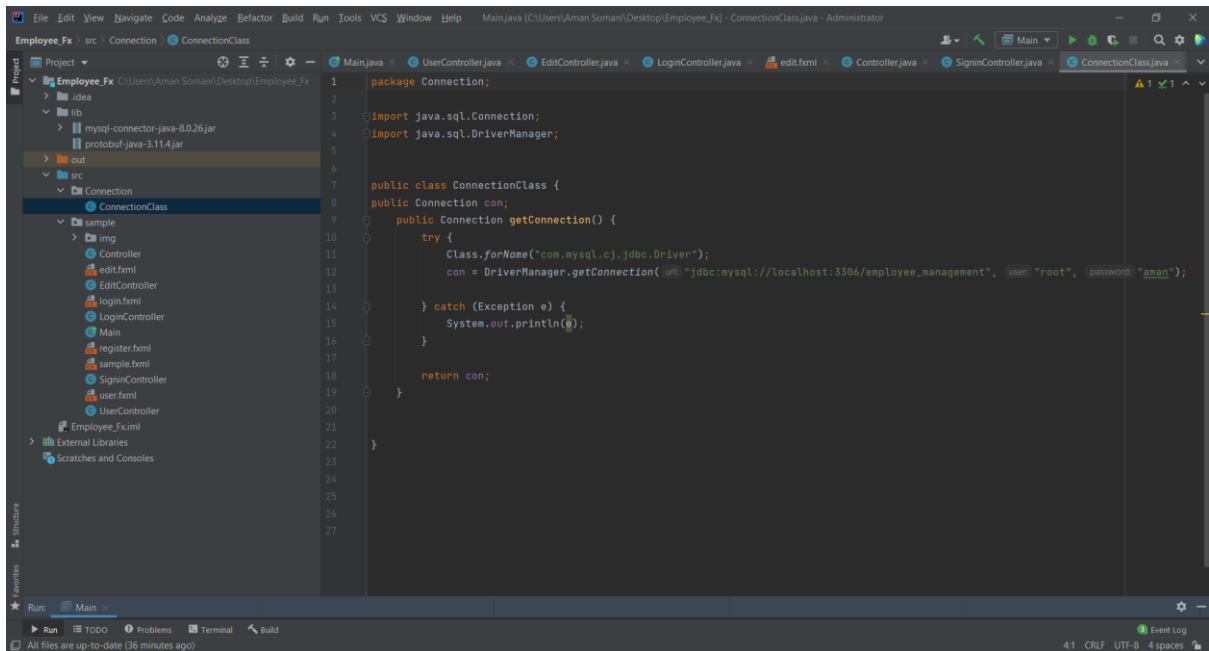 File Edit View Navigate Code Analyze Refactor Build Run Tools VCS Window Help Main.java [C:\Users\Aman Somani\Desktop\Employee_Fx] - ConnectionClass.java - Administrator
Employee_Fx src Connection ConnectionClass
Main
Project
Main.java UserController.java EditController.java LoginController.java edit.fxml Controller.java SigninController.java ConnectionClass.java
Project
Employee_Fx C:\Users\Aman Somani\Desktop\Employee_Fx
.idea
lib
mysql-connector-java-8.0.26.jar
protobuf-java-3.11.4.jar
out
src
Connection
ConnectionClass
sample
img
Controller
edit.fxml
EditController
login.fxml
LoginController
Main
register.fxml
sample.fxml
SigninController
user.fxml
UserController
Employee_Fx.iml
External Libraries
Scratches and Consoles
1 package Connection;
2
3 import java.sql.Connection;
4 import java.sql.DriverManager;
5
6
7 public class ConnectionClass {
8 public Connection con;
9 public Connection getConnection() {
10 try {
11 Class.forName("com.mysql.cj.jdbc.Driver");
12 con = DriverManager.getConnection( url: "jdbc:mysql://localhost:3306/employee_management", user: "root", password: "aman");
13
14 } catch (Exception e) {
15 System.out.println(e);
16 }
17
18 return con;
19 }
20
21
22 }
23
24
25
26
27
1 1
Structure
Favorites
Run: Main
Run TODO Problems Terminal Build
3 Event Log
All files are up-to-date (36 minutes ago)
4:1 CRLF UTF-8 4 spaces